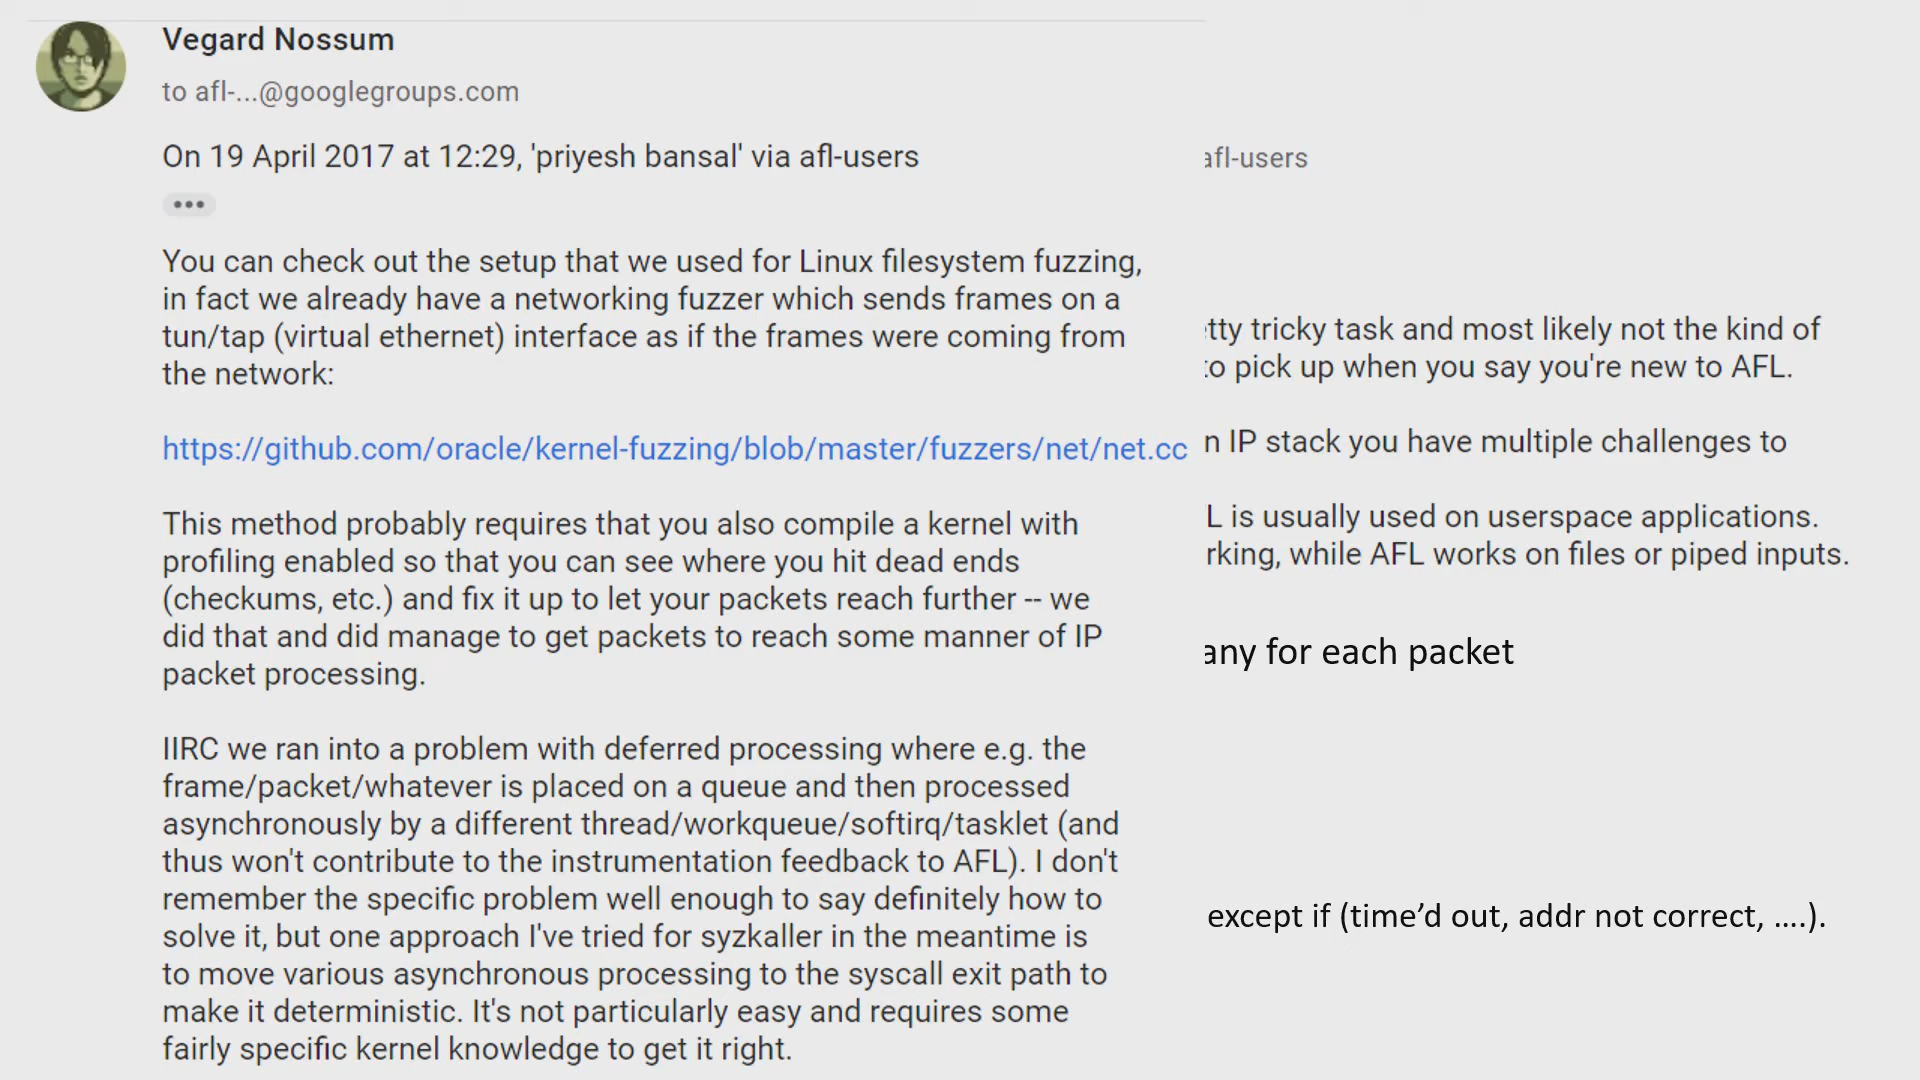 Vegard Nossum
to afl-...@googlegroups.com
On 19 April 2017 at 12:29, 'priyesh bansal' via afl-users
•••
You can check out the setup that we used for Linux filesystem fuzzing,
in fact we already have a networking fuzzer which sends frames on a
tun/tap (virtual ethernet) interface as if the frames were coming from
the network:
https://github.com/oracle/kernel-fuzzing/blob/master/fuzzers/net/net.cc
This method probably requires that you also compile a kernel with
profiling enabled so that you can see where you hit dead ends
(checkums, etc.) and fix it up to let your packets reach further -- we
did that and did manage to get packets to reach some manner of IP
packet processing.
IIRC we ran into a problem with deferred processing where e.g. the
frame/packet/whatever is placed on a queue and then processed
asynchronously by a different thread/workqueue/softirq/tasklet (and
thus won't contribute to the instrumentation feedback to AFL). I don't
remember the specific problem well enough to say definitely how to
solve it, but one approach I've tried for syzkaller in the meantime is
to move various asynchronous processing to the syscall exit path to
make it deterministic. It's not particularly easy and requires some
fairly specific kernel knowledge to get it right.
afl-users
tty tricky task and most likely not the kind of
to pick up when you say you're new to AFL.
n IP stack you have multiple challenges to
L is usually used on userspace applications.
rking, while AFL works on files or piped inputs.
any for each packet
except if (time’d out, addr not correct, ….).